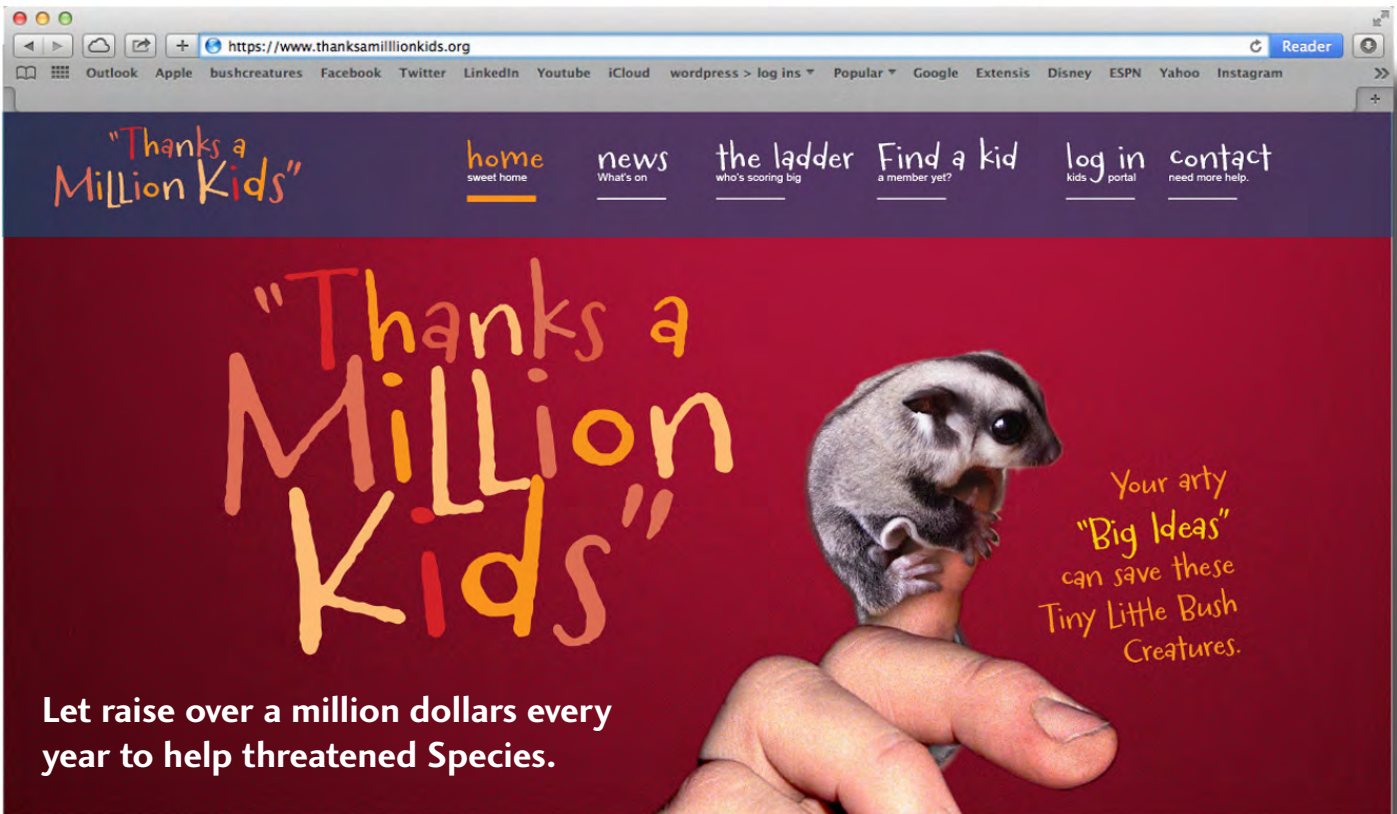 https://www.thanksamilllionkids.org
Reader
Outlook Apple bushcreatures Facebook Twitter LinkedIn Youtube iCloud wordpress > log ins Popular Google Extensis Disney ESPN Yahoo Instagram
"Thanks a
MiLLion Kids"
home
sweet home
news
What's on
the ladder
who's scoring big
Find a kid
a member yet?
log in
kids portal
contact
need more help.
"Thanks a
MiLLion
Kids"
Your arty
"Big Ideas"
can save these
Tiny Little Bush
Creatures.
Let raise over a million dollars every
year to help threatened Species.